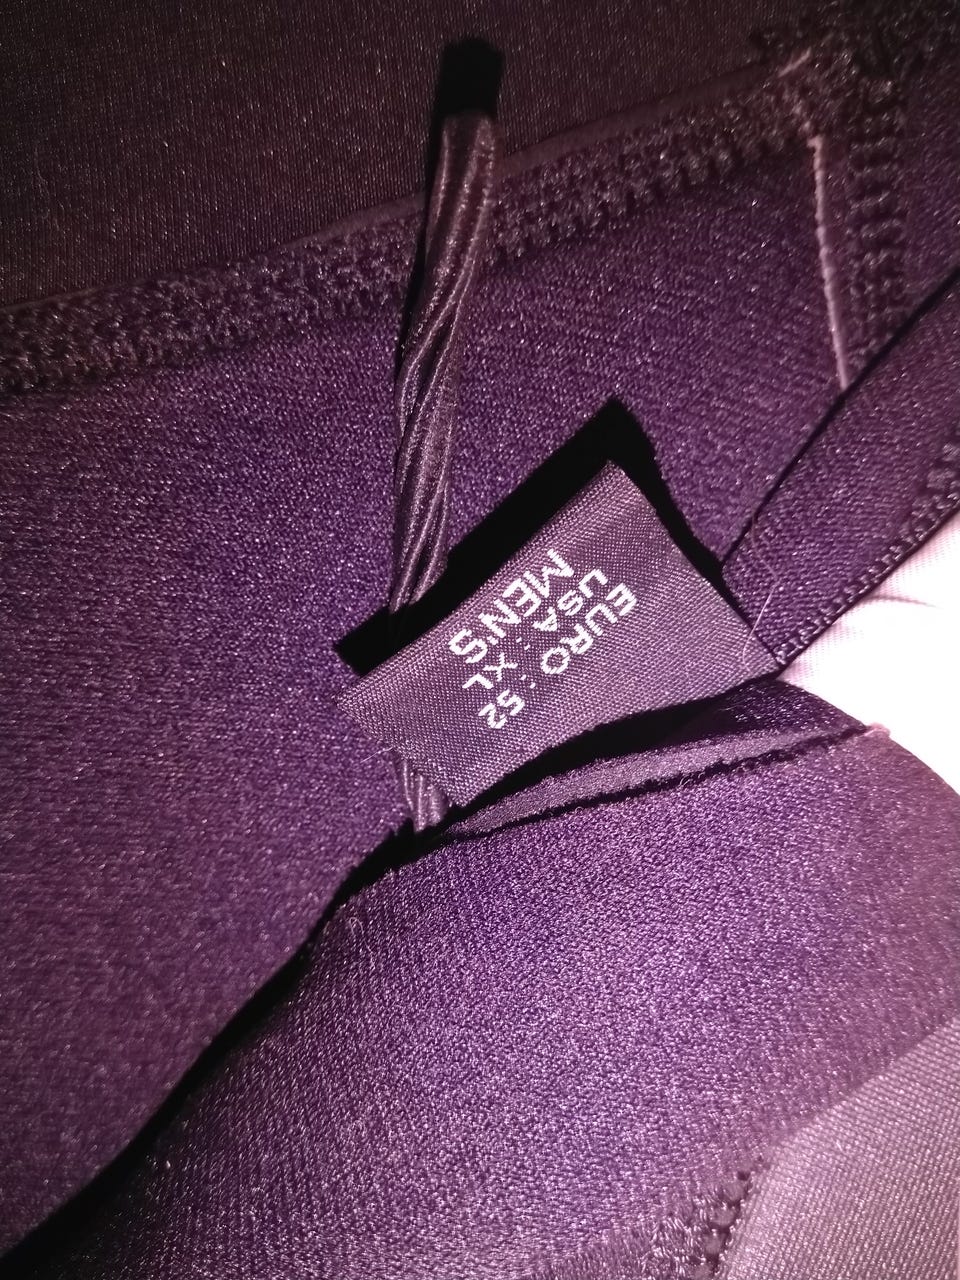 MEN'S
USA : XL
EURO : 52